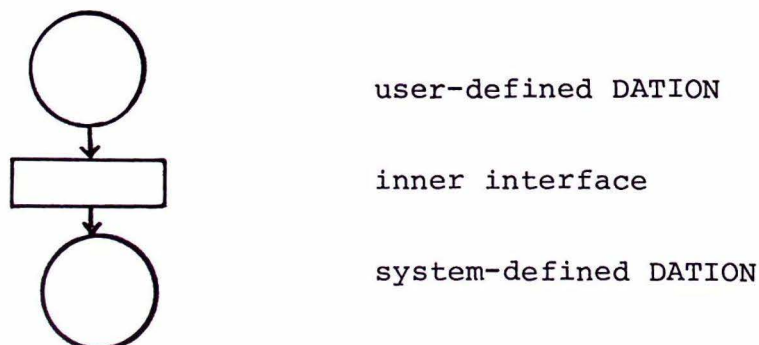 user-defined DATION
inner interface
system-defined DATION